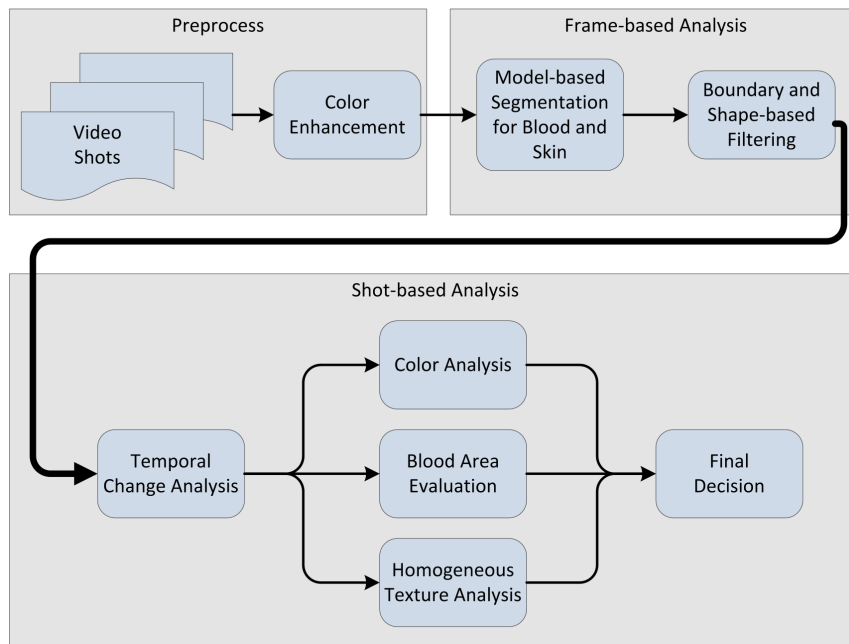 Preprocess
Video
Shots
Color
Enhancement
Frame-based Analysis
Model-based
Segmentation
for Blood and
Skin
Boundary and
Shape-based
Filtering
Shot-based Analysis
Temporal
Change Analysis
Color Analysis
Blood Area
Evaluation
Homogeneous
Texture Analysis
Final
Decision